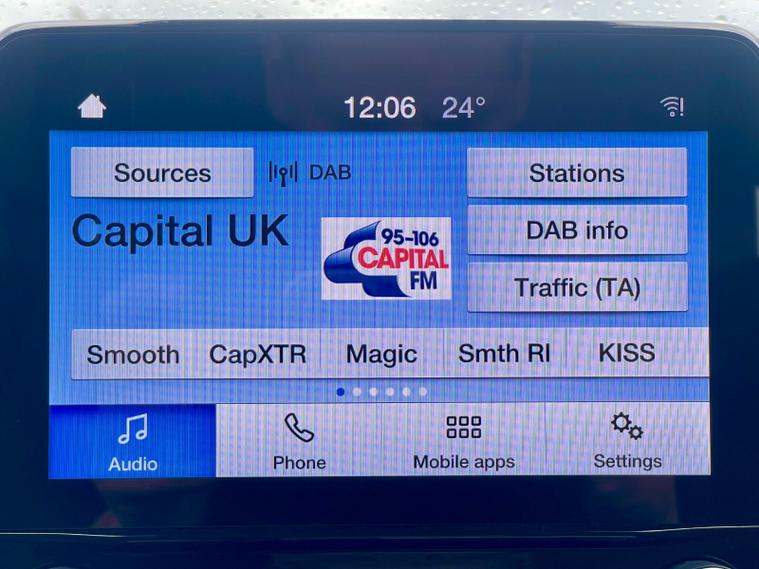 12:06 24°
Sources DAB Stations
Capital UK
95-106
CAPITAL
FM
DAB info
Traffic (TA)
Smooth CapXTR Magic Smth RI KISS
Audio Phone Mobile apps Settings